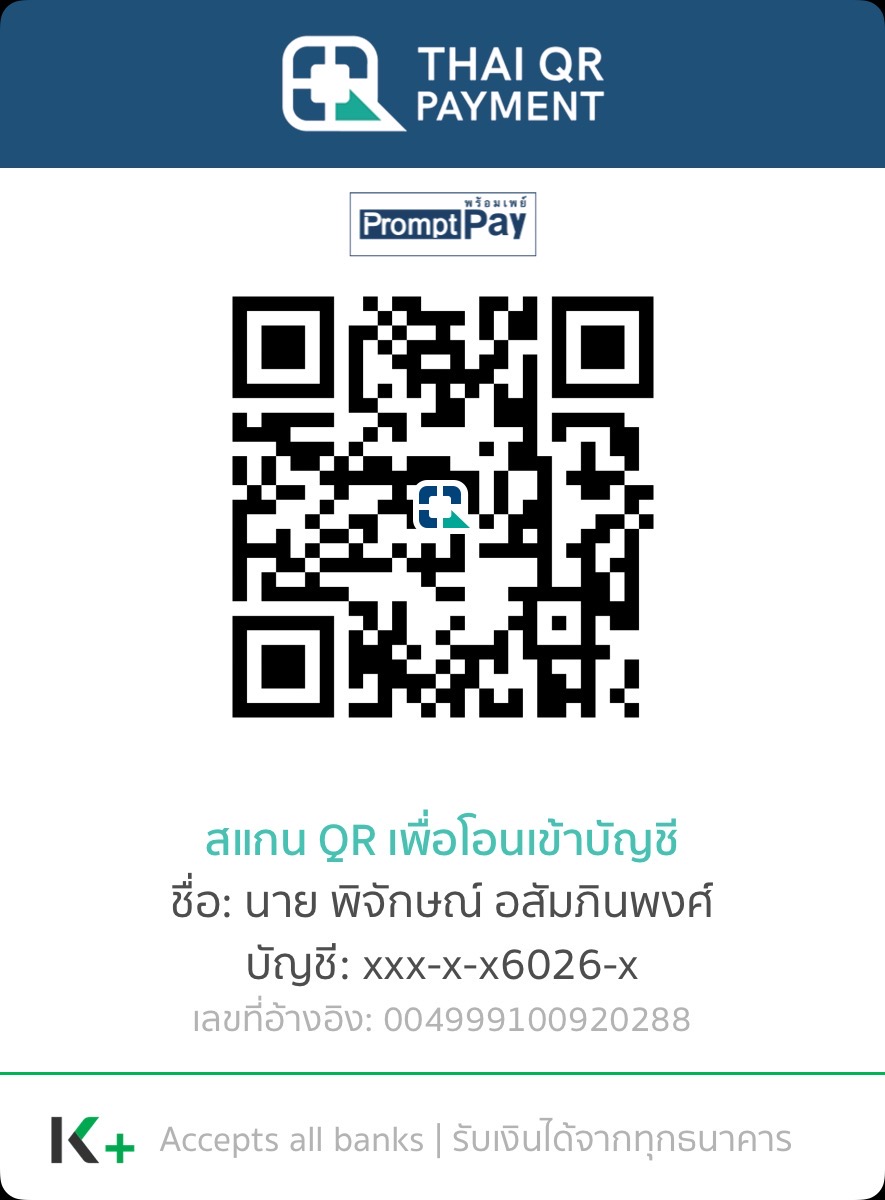 THAI QR
PAYMENT
พร้อมเพย์
PromptPay
สแกน QR เพื่อโอนเข้าบัญชี
ชื่อ: นาย พิจักษณ์ อสัมภินพงศ์
บัญชี: xxx-x-x6026-x
เลขที่อ้างอิง: 004999100920288
K+ Accepts all banks | รับเงินได้จากทุกธนาคาร